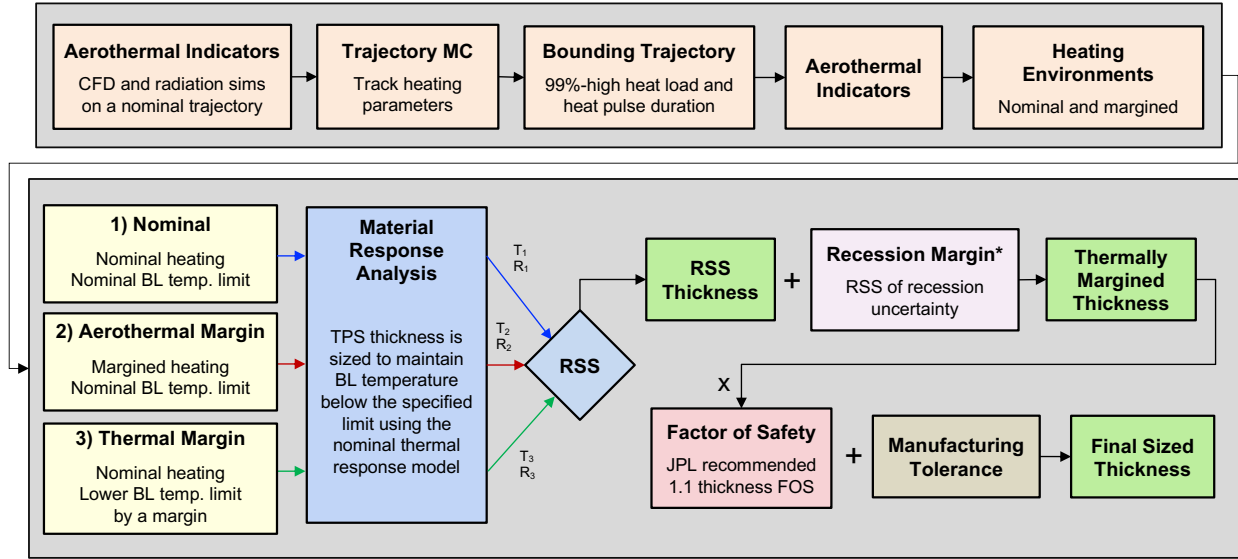 Aerothermal Indicators
CFD and radiation sims
on a nominal trajectory
Trajectory MC
Track heating
parameters
Bounding Trajectory
99%-high heat load and
heat pulse duration
Aerothermal
Indicators
Heating
Environments
Nominal and margined
1) Nominal
Nominal heating
Nominal BL temp. limit
2) Aerothermal Margin
Margined heating
Nominal BL temp. limit
3) Thermal Margin
Nominal heating
Lower BL temp. limit
by a margin
Material
Response
Analysis
TPS thickness is
sized to maintain
BL temperature
below the specified
limit using the
nominal thermal
response model
T₁
R₁
T₂
R₂
T₃
R₃
RSS
RSS
Thickness
+
Recession Margin*
RSS of recession
uncertainty
Thermally
Margined
Thickness
X
Factor of Safety
JPL recommended
1.1 thickness FOS
+
Manufacturing
Tolerance
Final Sized
Thickness